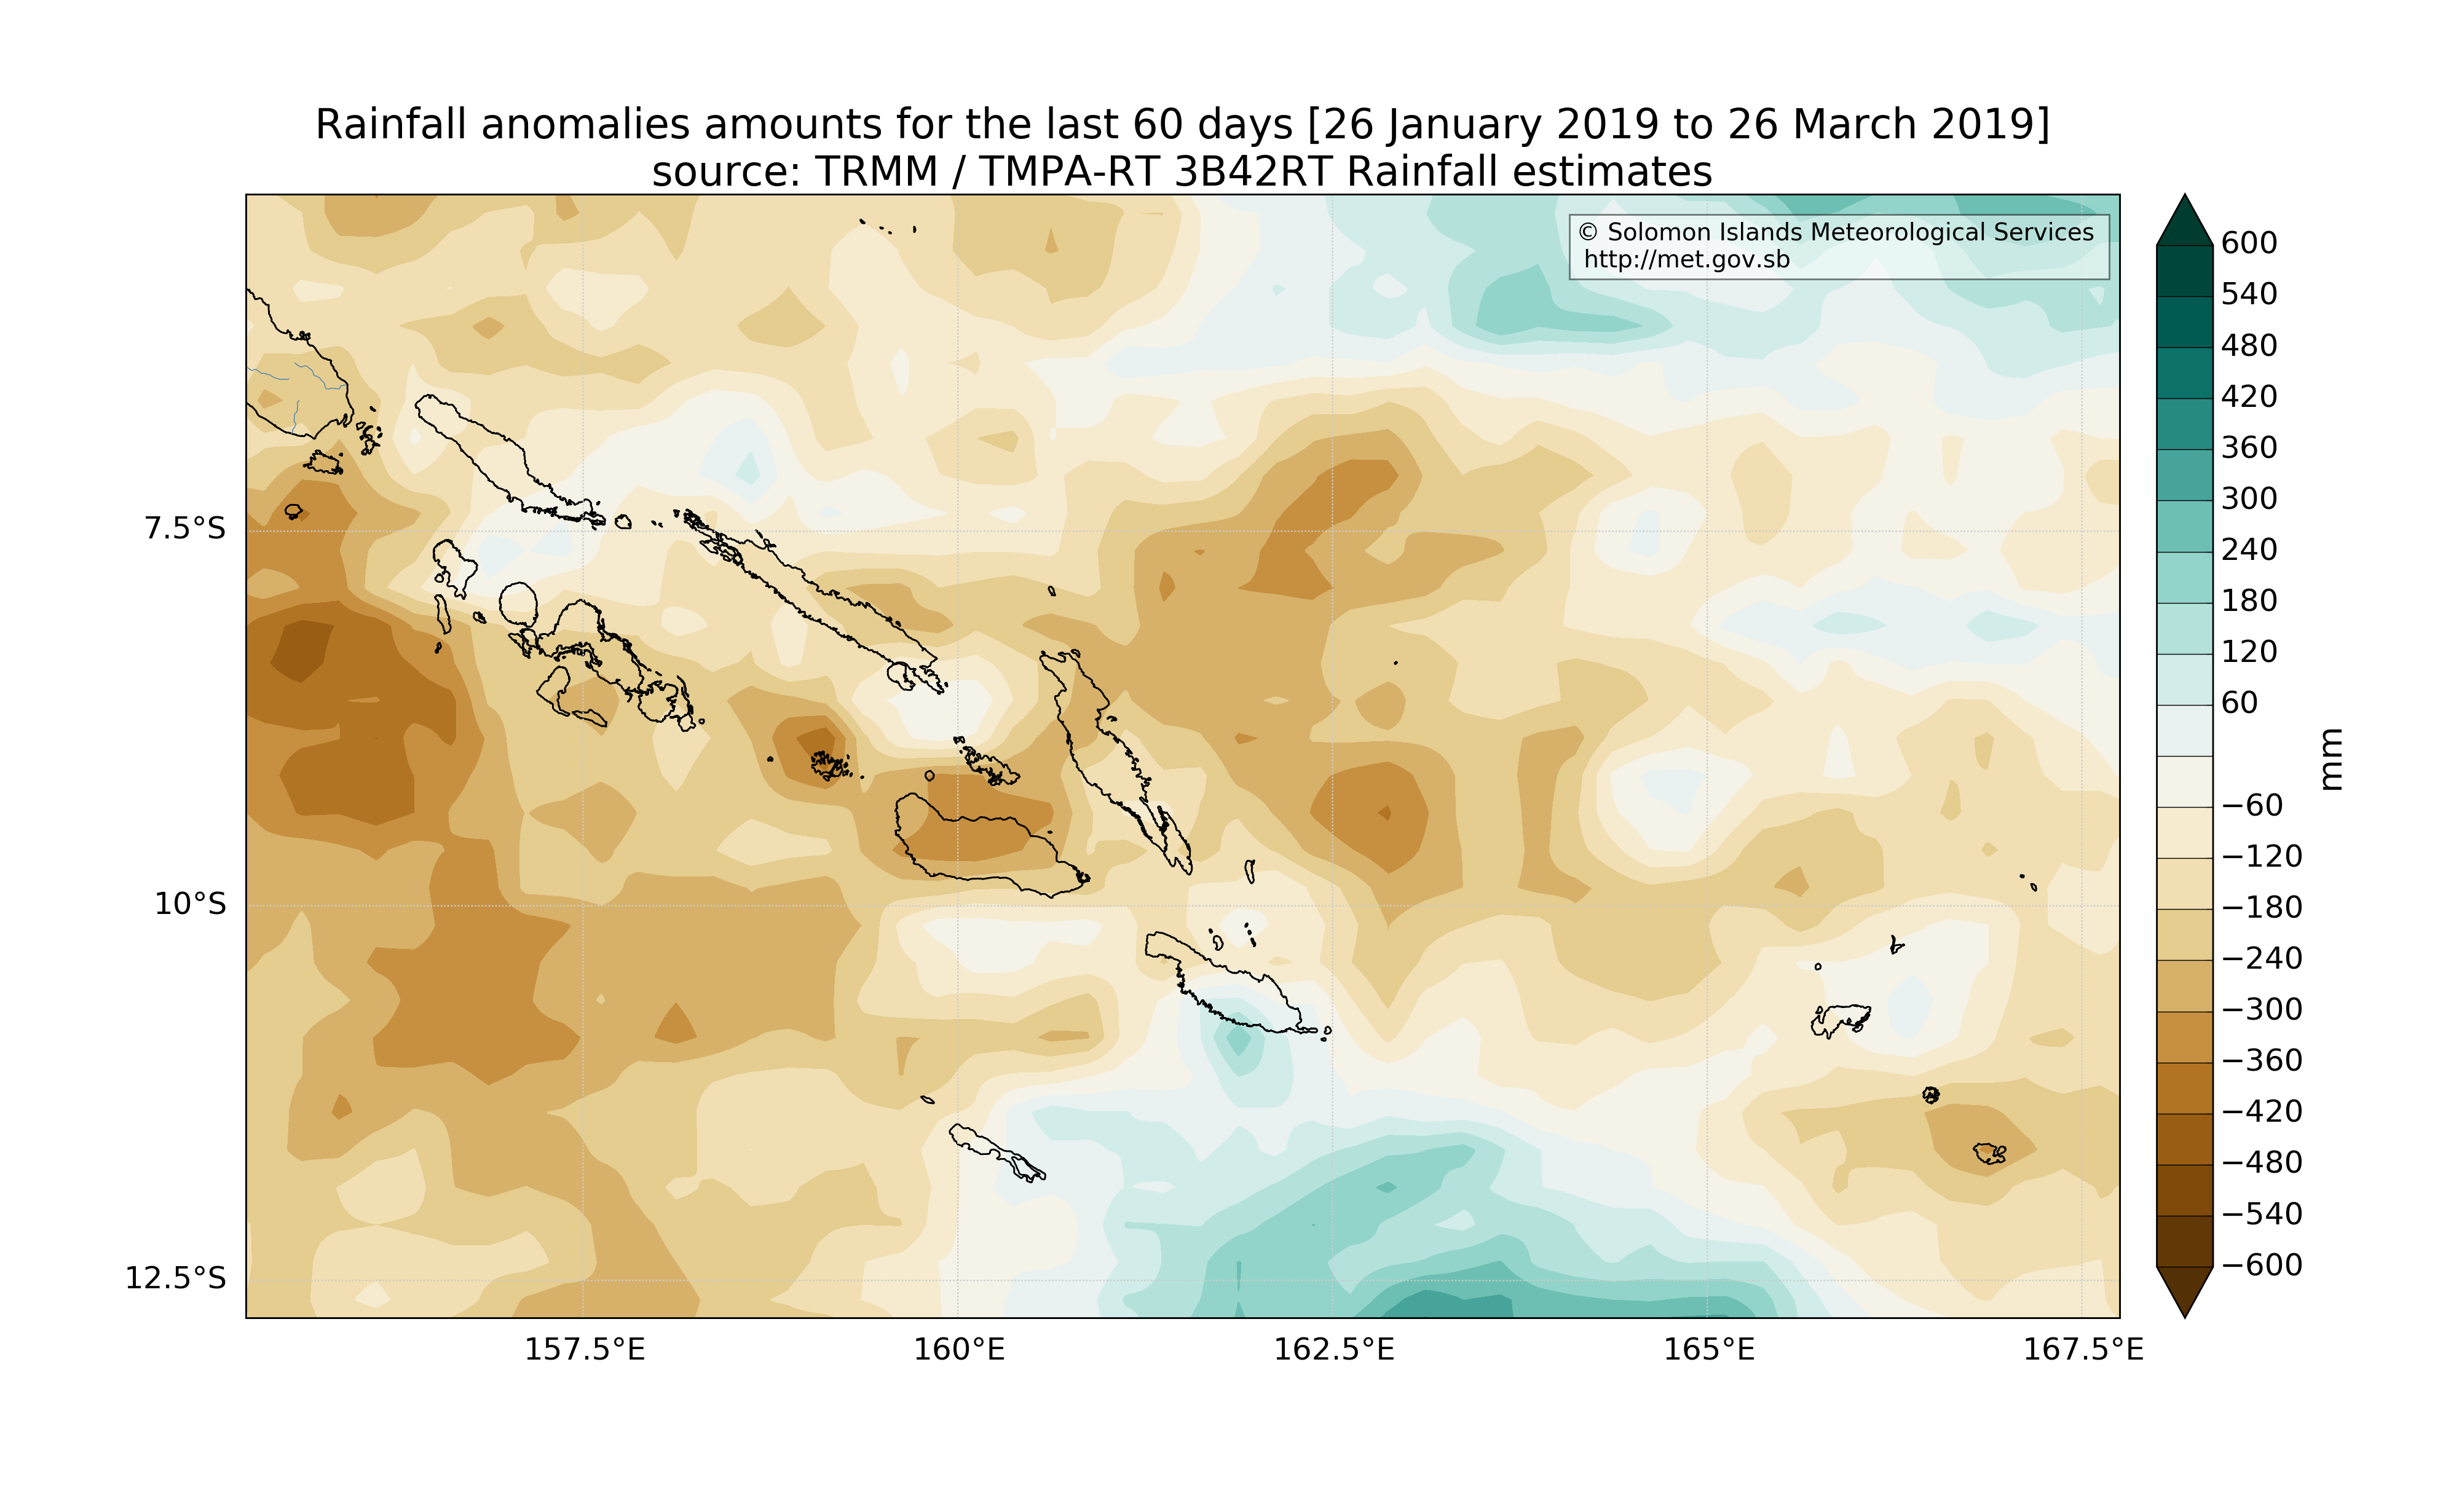 Rainfall anomalies amounts for the last 60 days [26 January 2019 to 26 March 2019]
source: TRMM / TMPA-RT 3B42RT Rainfall estimates
© Solomon Islands Meteorological Services
http://met.gov.sb
7.5°S
10°S
12.5°S
157.5°E
160°E
162.5°E
165°E
167.5°E
600
540
480
420
360
300
240
180
120
60
−60
−120
−180
−240
−300
−360
−420
−480
−540
−600
mm